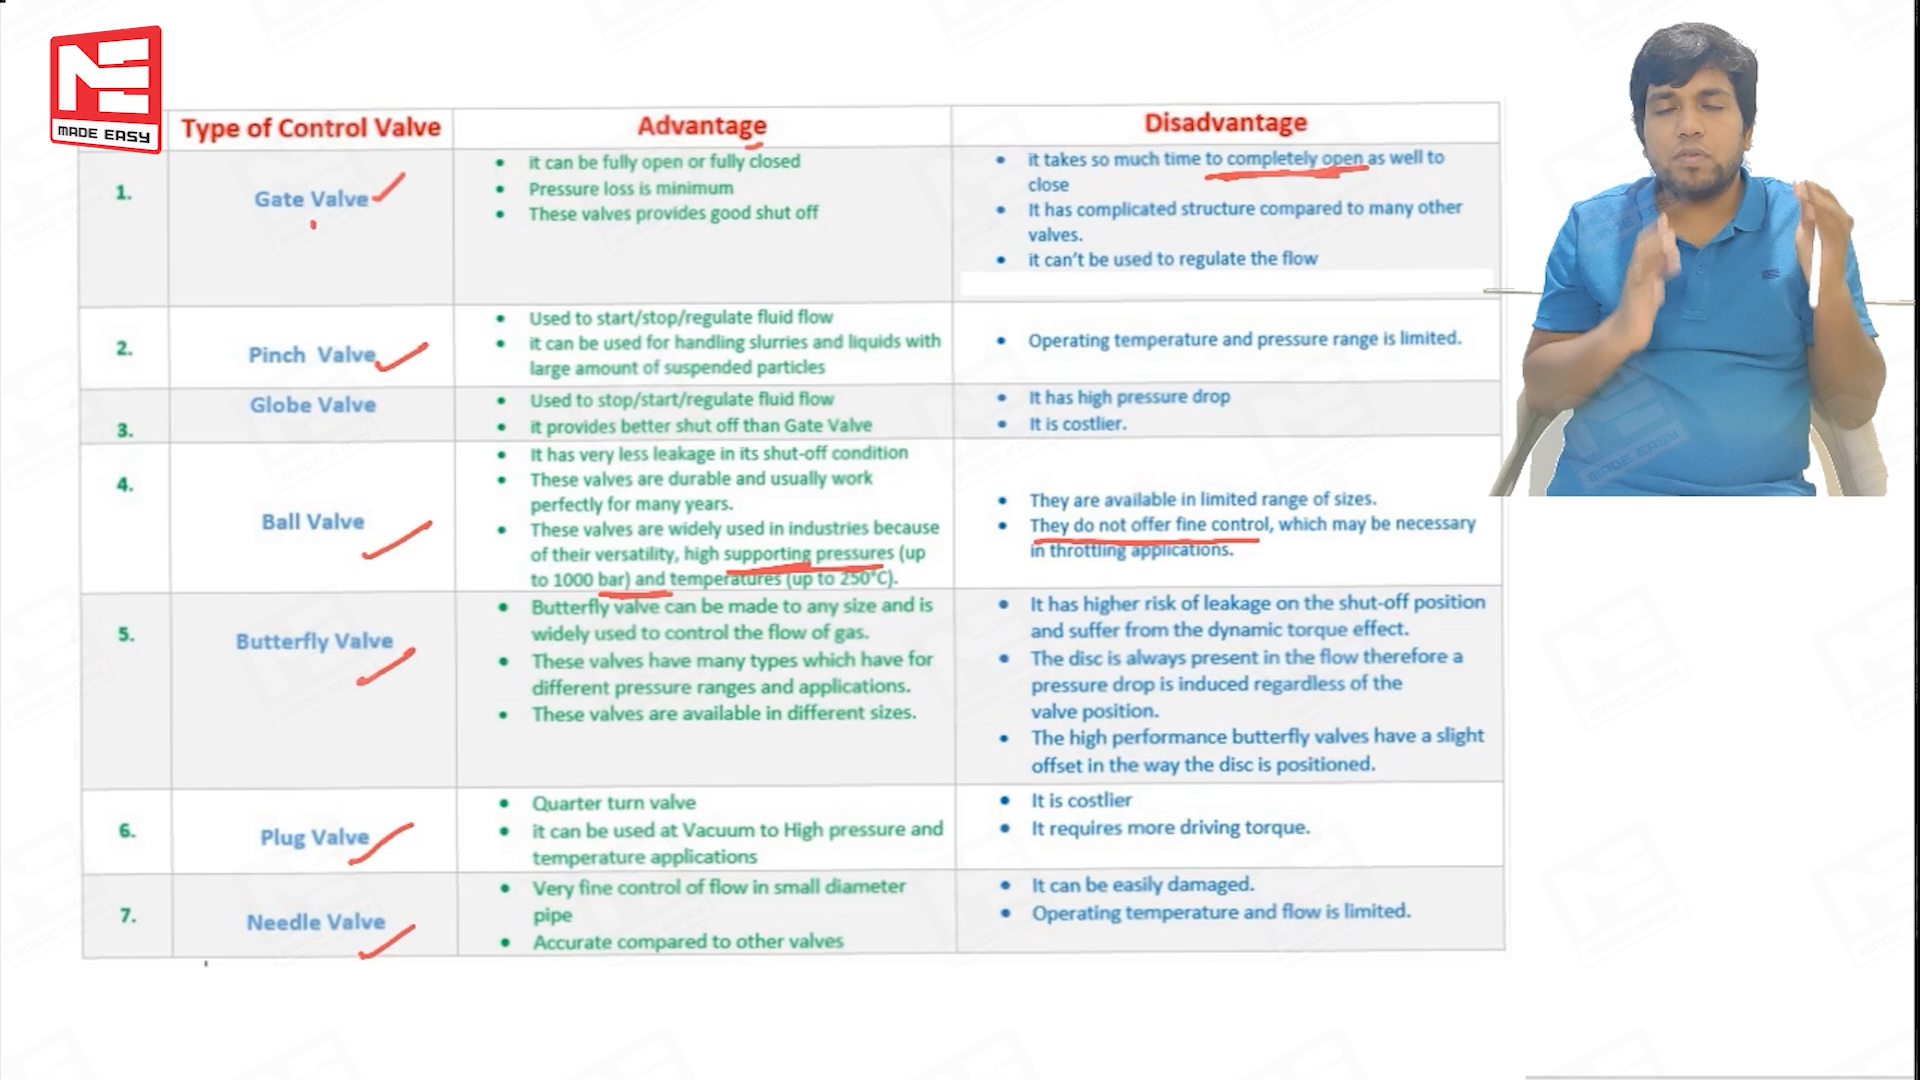 MADE EASY
Type of Control Valve
Advantage
Disadvantage
1.
Gate Valve
• it can be fully open or fully closed
• Pressure loss is minimum
• These valves provides good shut off
• it takes so much time to completely open as well to
close
• It has complicated structure compared to many other
valves.
• it can't be used to regulate the flow
2.
Pinch Valve
• Used to start/stop/regulate fluid flow
• it can be used for handling slurries and liquids with
large amount of suspended particles
• Operating temperature and pressure range is limited.
3.
Globe Valve
• Used to stop/start/regulate fluid flow
• it provides better shut off than Gate Valve
• It has high pressure drop
• It is costlier.
4.
Ball Valve
• It has very less leakage in its shut-off condition
• These valves are durable and usually work
perfectly for many years.
• These valves are widely used in industries because
of their versatility, high supporting pressures (up
to 1000 bar) and temperatures (up to 250°C).
• They are available in limited range of sizes.
• They do not offer fine control, which may be necessary
in throttling applications.
5.
Butterfly Valve
• Butterfly valve can be made to any size and is
widely used to control the flow of gas.
• These valves have many types which have for
different pressure ranges and applications.
• These valves are available in different sizes.
• It has higher risk of leakage on the shut-off position
and suffer from the dynamic torque effect.
• The disc is always present in the flow therefore a
pressure drop is induced regardless of the
valve position.
• The high performance butterfly valves have a slight
offset in the way the disc is positioned.
6.
Plug Valve
• Quarter turn valve
• it can be used at Vacuum to High pressure and
temperature applications
• It is costlier
• It requires more driving torque.
7.
Needle Valve
• Very fine control of flow in small diameter
pipe
• Accurate compared to other valves
• It can be easily damaged.
• Operating temperature and flow is limited.